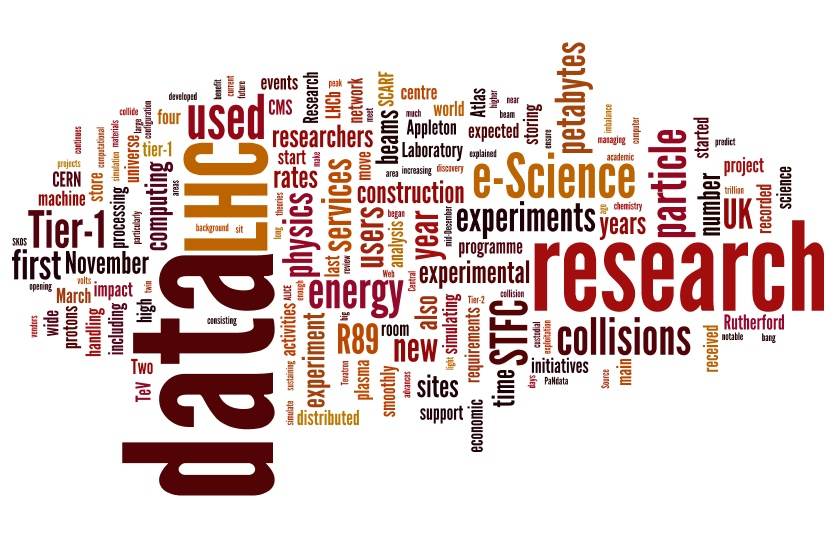 data
research
LHC
used
e-Science
particle
petabytes
Tier-1
first
November
computing
energy
physics
services
users
year
construction
experiments
experimental
collisions
STFC
R89
new
UK
number
years
researchers
rates
beams
Appleton
Laboratory
experiment
sites
time
also
room
support
economic
distributed
smoothly
plasma
activities
simulating
requirements
initiatives
main
received
Rutherford
notable
bang
programme
project
recorded
science
started
predict
trillion
chemistry
ago
academic
managing
computer
imbalance
ensure
storing
expected
explained
Atlas
higher
near
beam
world
centre
SCARF
much
network
meet
peak
LHCb
Research
events
CMS
start
make
move
area
increasing
discovery
developed
benefit
current
future
four
configuration
large
collide
tier-1
universe
materials
simulation
computational
continues
projects
CERN
machine
store
processing
particularly
areas
background
sit
theories
long
last
review
analysis
began
Web
Central
mid-December
SKOS
opening
volts
March
impact
twin
high
including
handling
protons
wide
vendors
Two
TeV
consisting
ALICE
enough
big
sustaining
simulate
Tevatron
advances
light
Tier-2
collision
custodial
exploitation
days
PaNdata
Source